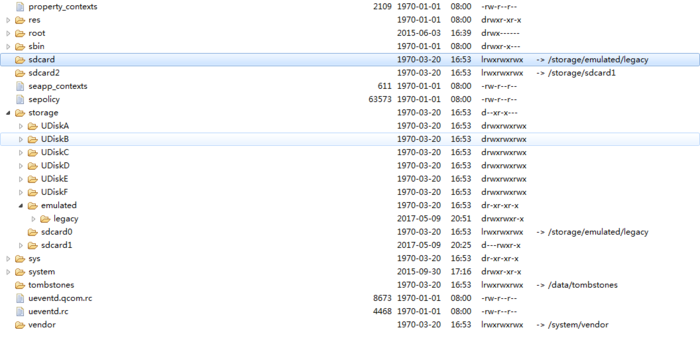 property_contexts 2109 1970-01-01 08:00 -rw-r--r--
res 1970-01-01 08:00 drwxr-xr-x
root 2015-06-03 16:39 drwx------
sbin 1970-01-01 08:00 drwxr-x---
sdcard 1970-03-20 16:53 lrwxrwxrwx -> /storage/emulated/legacy
sdcard2 1970-03-20 16:53 lrwxrwxrwx -> /storage/sdcard1
seapp_contexts 611 1970-01-01 08:00 -rw-r--r--
sepolicy 63573 1970-01-01 08:00 -rw-r--r--
storage 1970-03-20 16:53 d--xr-x---
UDiskA 1970-03-20 16:53 drwxrwxrwx
UDiskB 1970-03-20 16:53 drwxrwxrwx
UDiskC 1970-03-20 16:53 drwxrwxrwx
UDiskD 1970-03-20 16:53 drwxrwxrwx
UDiskE 1970-03-20 16:53 drwxrwxrwx
UDiskF 1970-03-20 16:53 drwxrwxrwx
emulated 1970-03-20 16:53 dr-xr-xr-x
legacy 2017-05-09 20:51 drwxrwxr-x
sdcard0 1970-03-20 16:53 lrwxrwxrwx -> /storage/emulated/legacy
sdcard1 2017-05-09 20:25 d---rwxr-x
sys 1970-03-20 16:53 dr-xr-xr-x
system 2015-09-30 17:16 drwxr-xr-x
tombstones 1970-03-20 16:53 lrwxrwxrwx -> /data/tombstones
ueventd.qcom.rc 8673 1970-01-01 08:00 -rw-r--r--
ueventd.rc 4468 1970-01-01 08:00 -rw-r--r--
vendor 1970-03-20 16:53 lrwxrwxrwx -> /system/vendor